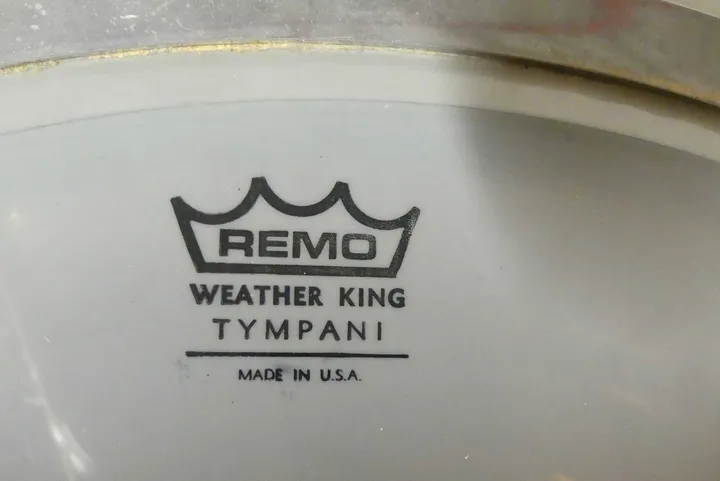 REMO
WEATHER KING
TYMPANI
MADE IN U.S.A.